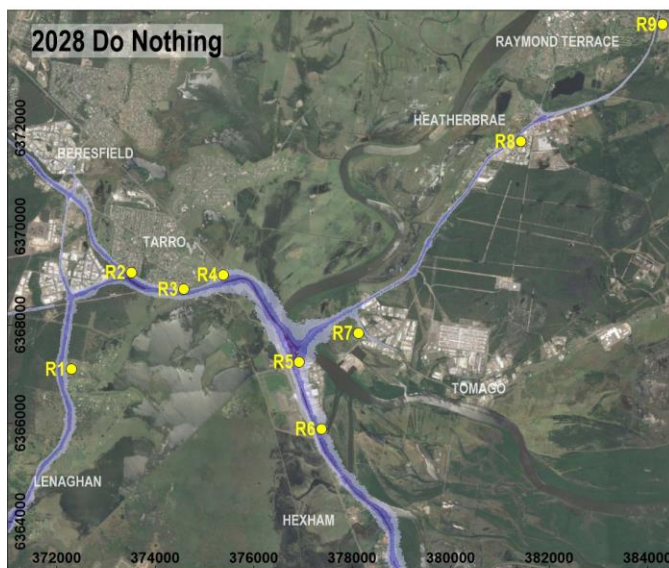 2028 Do Nothing
R9
RAYMOND TERRACE
HEATHERBRAE
R8
BERESFIELD
TARRO
R2
R4
R3
R7
R5
R1
TOMAGO
R6
LENAGHAN
HEXHAM
6372000
6370000
6368000
6366000
6364000
372000 374000 376000 378000 380000 382000 384000